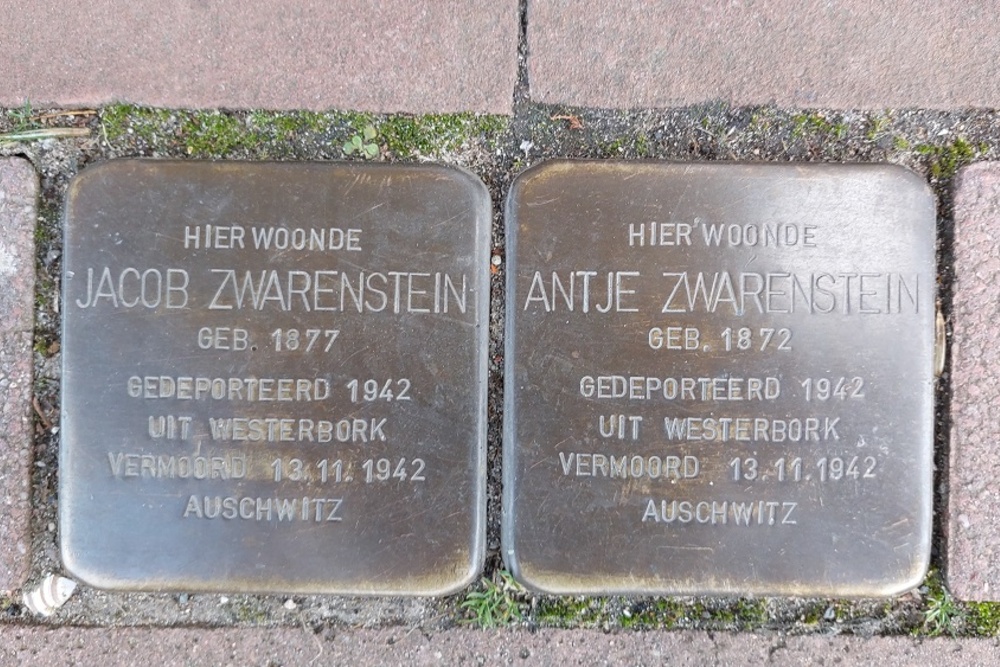 HIER WOONDE
JACOB ZWARENSTEIN
GEB. 1877
GEDEPORTEERD 1942
UIT WESTERBORK
VERMOORD 13.11.1942
AUSCHWITZ
HIER WOONDE
ANTJE ZWARENSTEIN
GEB. 1872
GEDEPORTEERD 1942
UIT WESTERBORK
VERMOORD 13.11.1942
AUSCHWITZ